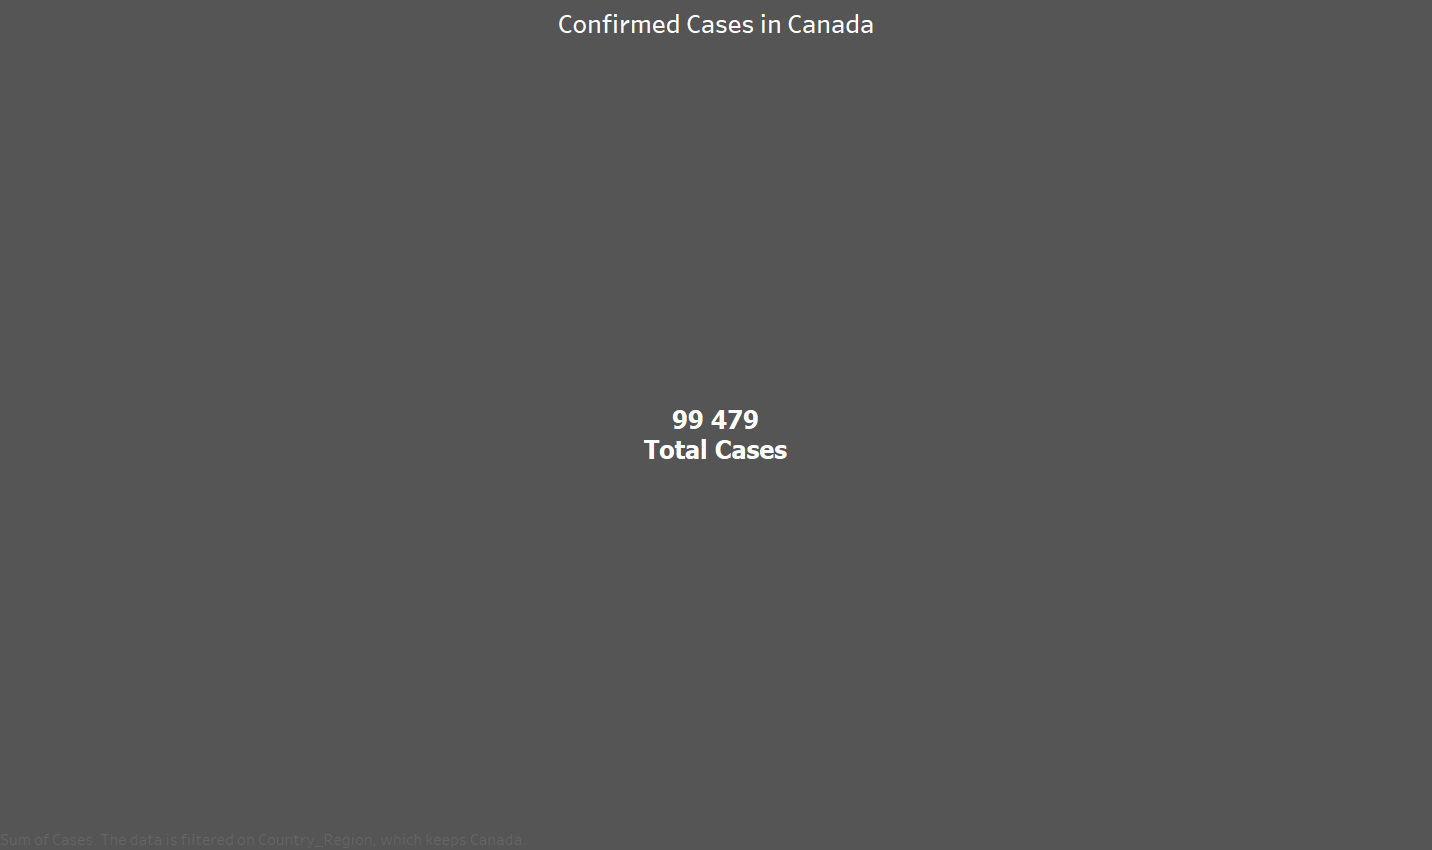 Confirmed Cases in Canada
99 479
Total Cases
Sum of Cases. The data is filtered on Country_Region, which keeps Canada.